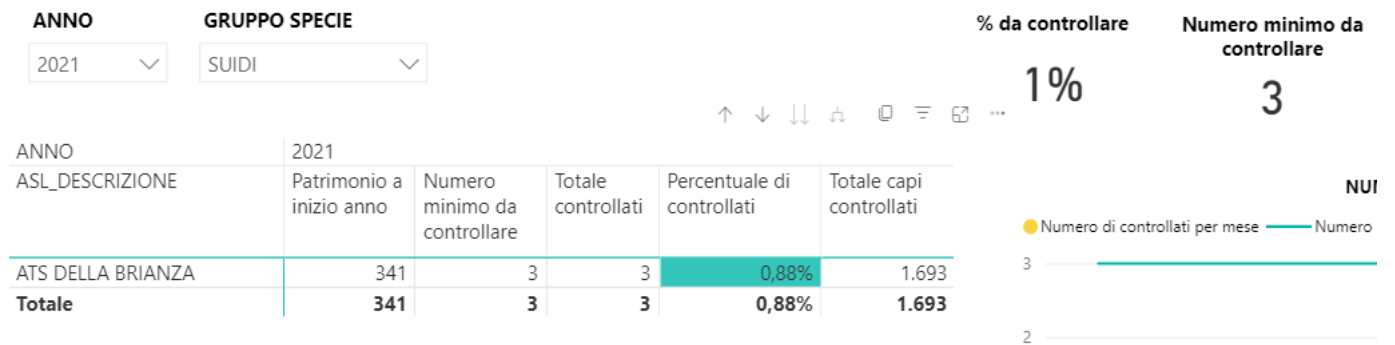 ANNO
GRUPPO SPECIE
2021
SUIDI
% da controllare
1%
Numero minimo da
controllare
3
ANNO 2021
ASL_DESCRIZIONE Patrimonio a inizio anno Numero minimo da controllare Totale controllati Percentuale di controllati Totale capi controllati
ATS DELLA BRIANZA 341 3 3 0,88% 1.693
Totale 341 3 3 0,88% 1.693
Numero di controllati per mese Numero
3
2